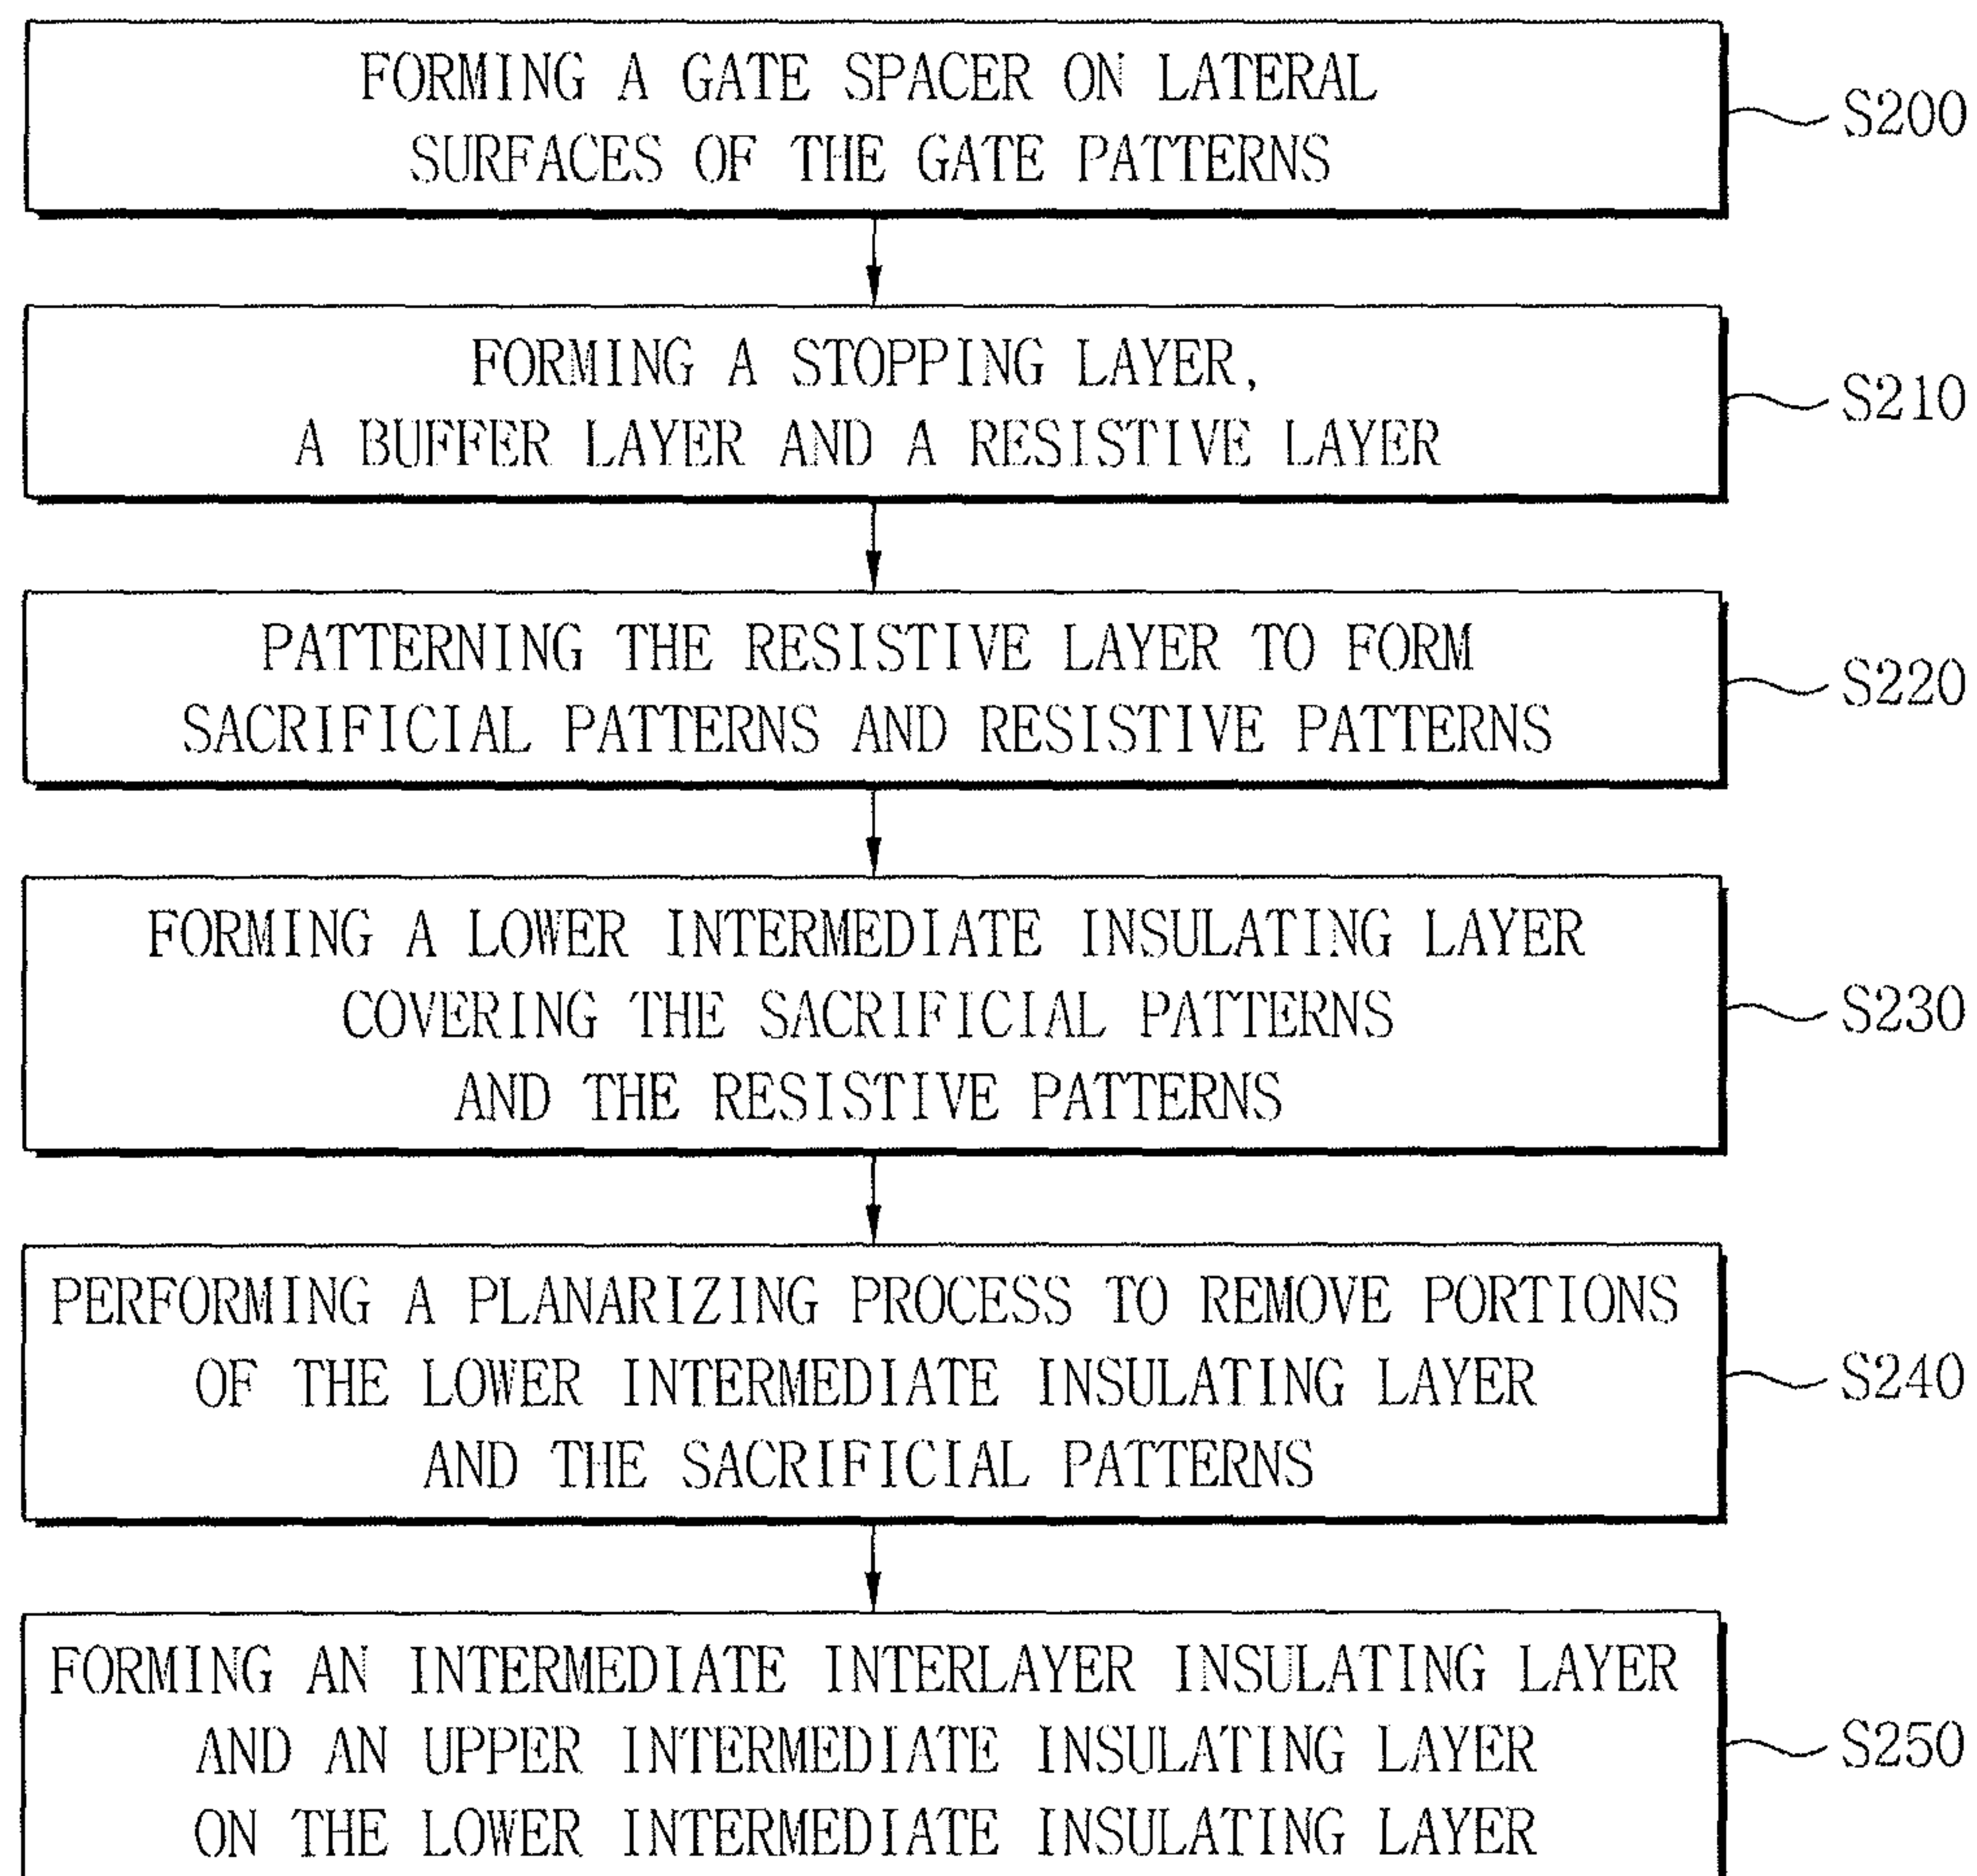 FORMING A GATE SPACER ON LATERAL
SURFACES OF THE GATE PATTERNS
S200
FORMING A STOPPING LAYER,
A BUFFER LAYER AND A RESISTIVE LAYER
S210
PATTERNING THE RESISTIVE LAYER TO FORM
SACRIFICIAL PATTERNS AND RESISTIVE PATTERNS
S220
FORMING A LOWER INTERMEDIATE INSULATING LAYER
COVERING THE SACRIFICIAL PATTERNS
AND THE RESISTIVE PATTERNS
S230
PERFORMING A PLANARIZING PROCESS TO REMOVE PORTIONS
OF THE LOWER INTERMEDIATE INSULATING LAYER
AND THE SACRIFICIAL PATTERNS
S240
FORMING AN INTERMEDIATE INTERLAYER INSULATING LAYER
AND AN UPPER INTERMEDIATE INSULATING LAYER
ON THE LOWER INTERMEDIATE INSULATING LAYER
S250